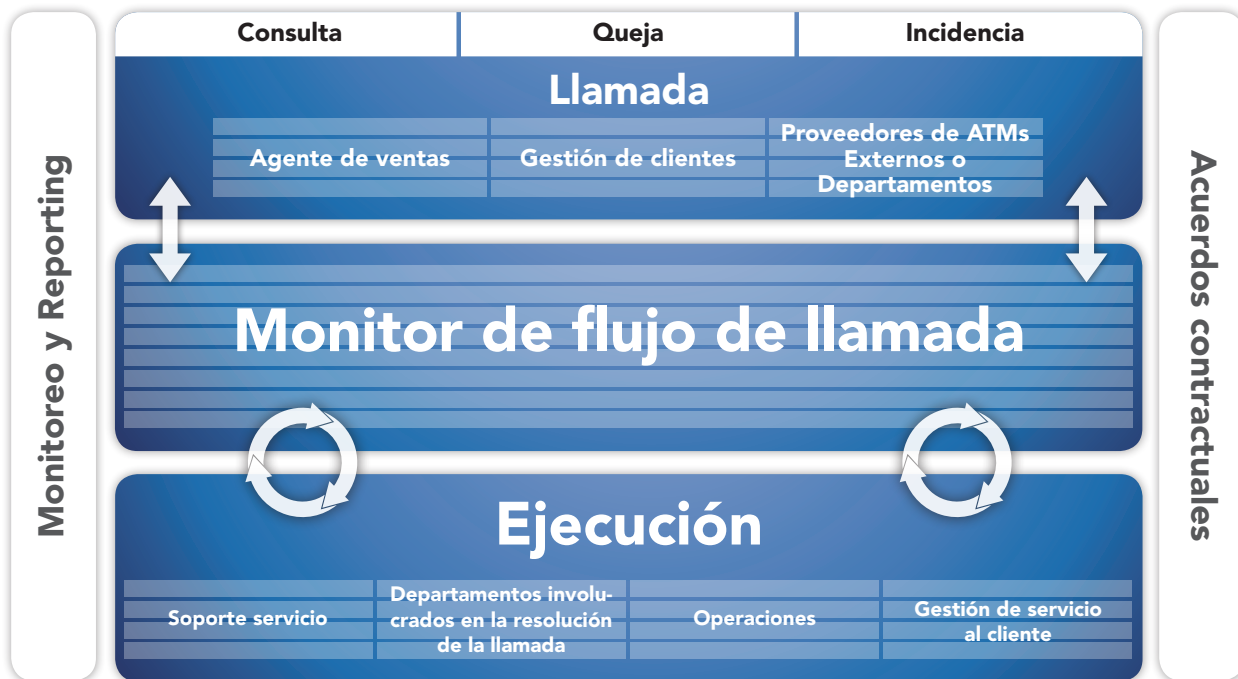 Consulta
Queja
Incidencia
Llamada
Agente de ventas
Gestión de clientes
Proveedores de ATMs
Externos o
Departamentos
Monitoreo y Reporting
Acuerdos contractuales
Monitor de flujo de llamada
Ejecución
Soporte servicio
Departamentos involu-
crados en la resolución
de la llamada
Operaciones
Gestión de servicio
al cliente